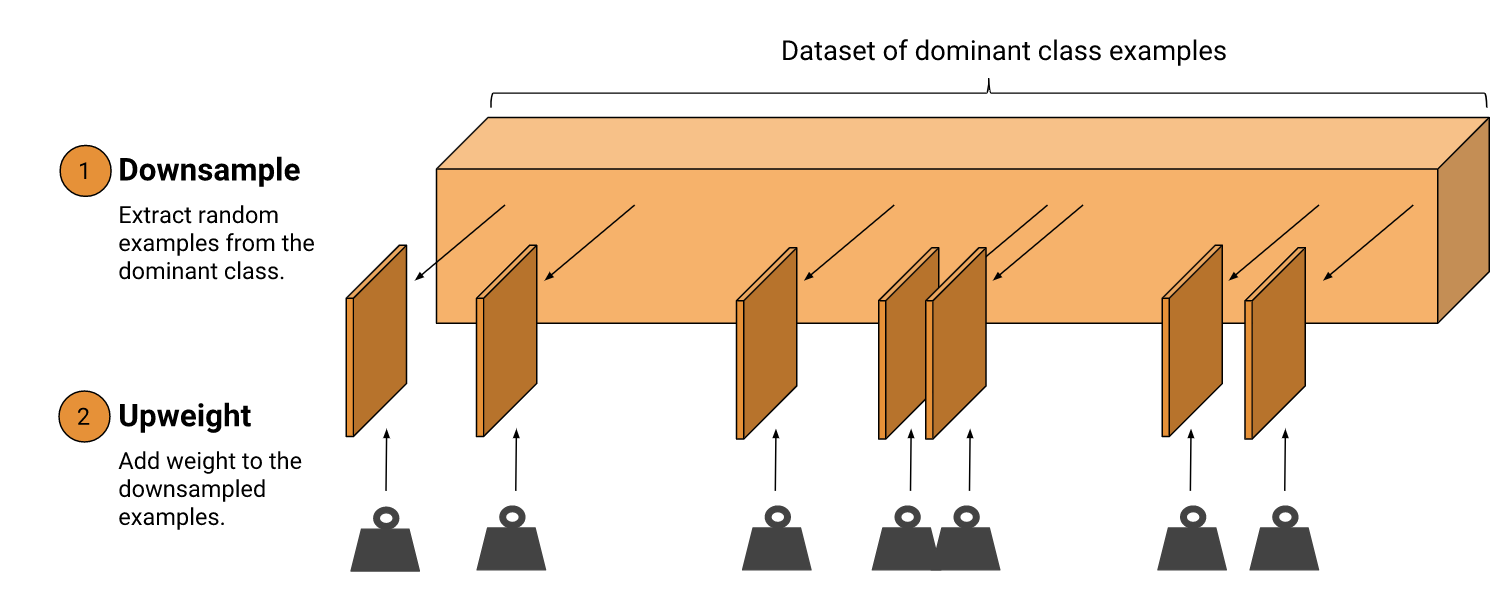 Dataset of dominant class examples
1
Downsample
Extract random
examples from the
dominant class.
2
Upweight
Add weight to the
downsampled
examples.